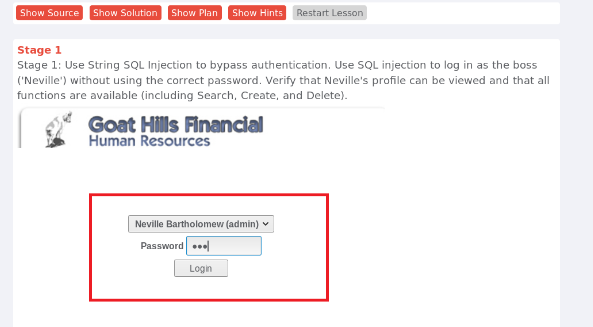 Show Source Show Solution Show Plan Show Hints Restart Lesson
Stage 1
Stage 1: Use String SQL Injection to bypass authentication. Use SQL injection to log in as the boss
('Neville') without using the correct password. Verify that Neville's profile can be viewed and that all
functions are available (including Search, Create, and Delete).
Goat Hills Financial
Human Resources
Neville Bartholomew (admin)
Password
Login